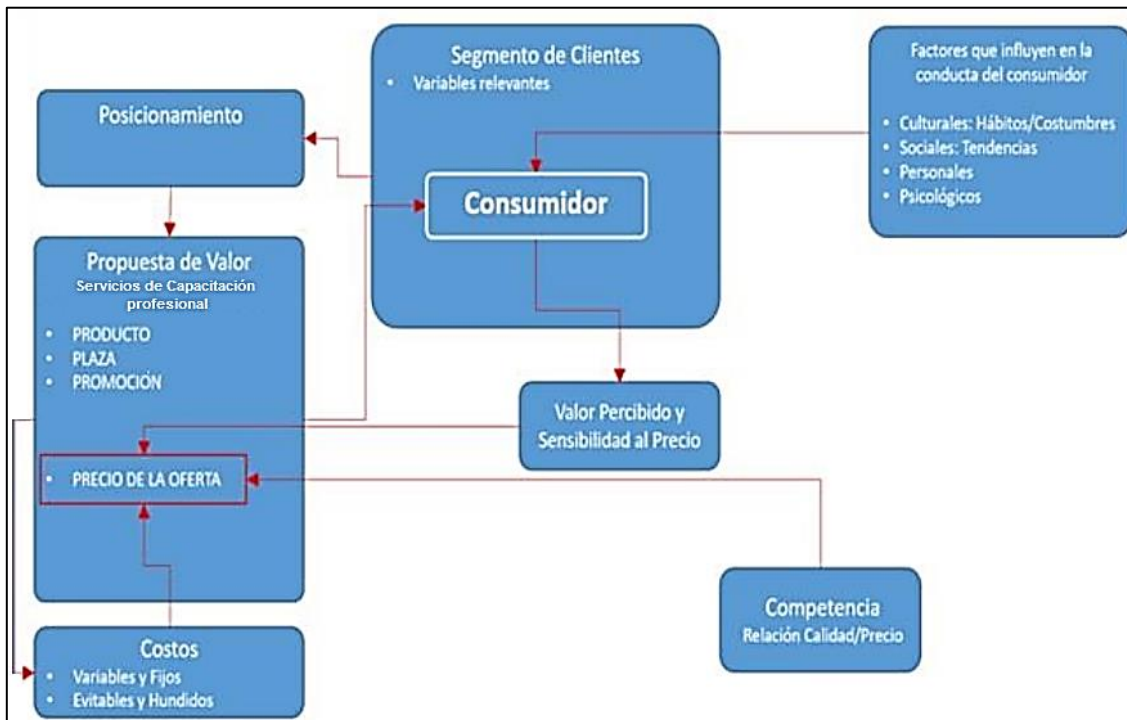 Segmento de Clientes
• Variables relevantes
Consumidor
Factores que influyen en la
conducta del consumidor
• Culturales: Hábitos/Costumbres
• Sociales: Tendencias
• Personales
• Psicológicos
Posicionamiento
Propuesta de Valor
Servicios de Capacitación
profesional
• PRODUCTO
• PLAZA
• PROMOCIÓN
• PRECIO DE LA OFERTA
Valor Percibido y
Sensibilidad al Precio
Competencia
Relación Calidad/Precio
Costos
• Variables y Fijos
• Evitables y Hundidos